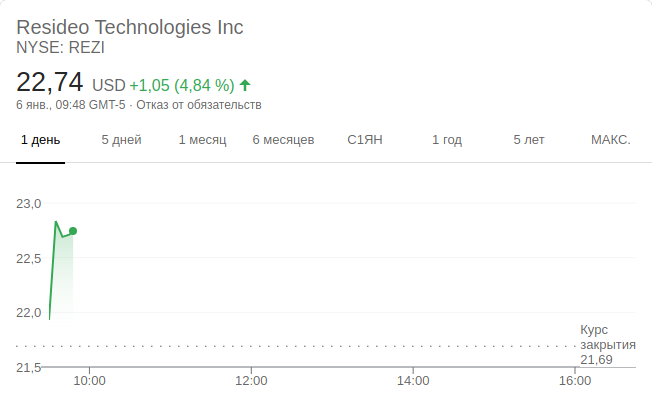 Resideo Technologies Inc
NYSE: REZI
22,74 USD +1,05 (4,84 %)
6 янв., 09:48 GMT-5 · Отказ от обязательств
1 день 5 дней 1 месяц 6 месяцев С1ЯН 1 год 5 лет МАКС.
23,0
22,5
22,0
Курс
закрытия
21,69
21,5
10:00 12:00 14:00 16:00